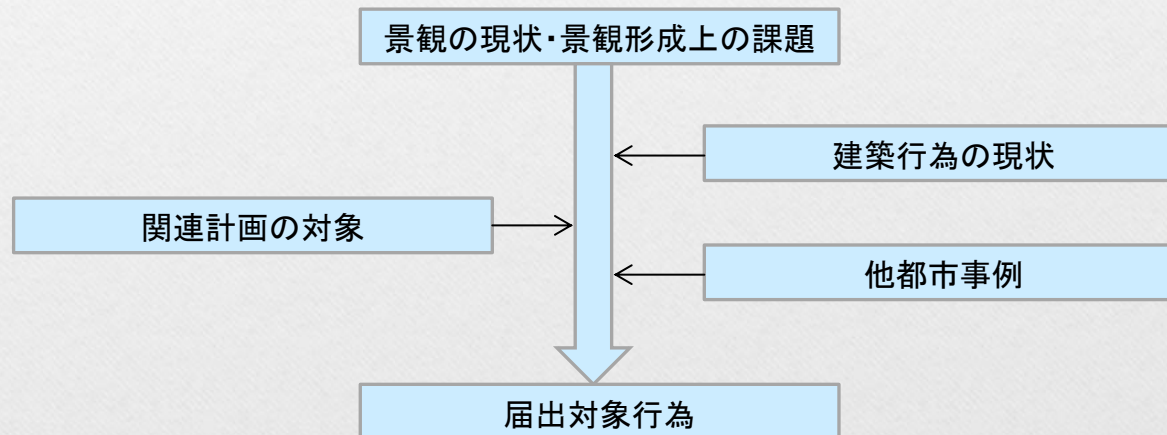 景観の現状・景観形成上の課題
建築行為の現状
関連計画の対象
他都市事例
届出対象行為